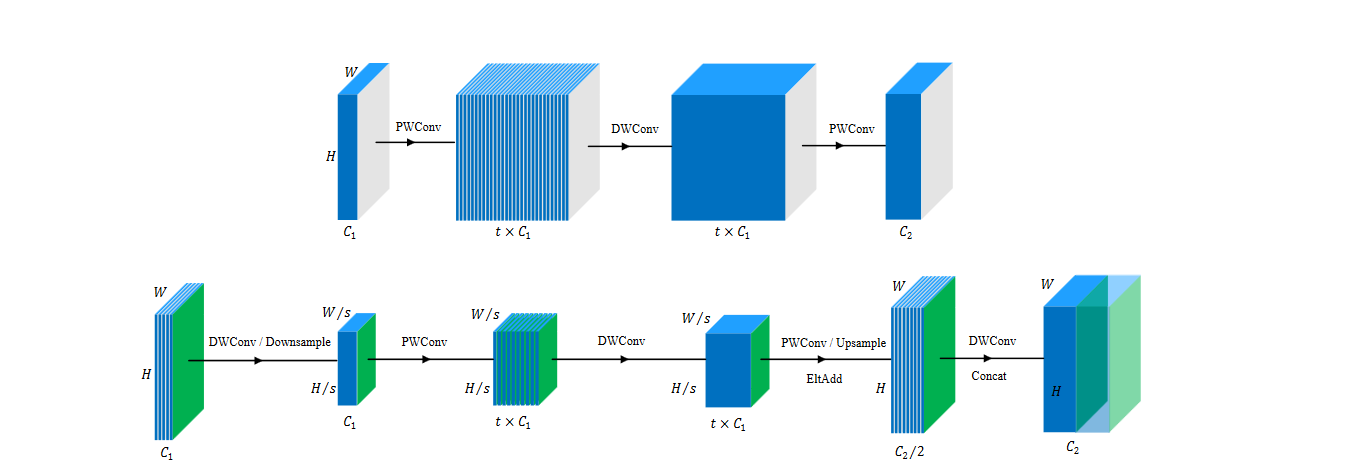 W
PWConv
DWConv
PWConv
H
C₁
t × C₁
t × C₁
C₂
W
W/s
W/s
W/s
W
W
DWConv / Downsample
PWConv
DWConv
PWConv / Upsample
DWConv
H
H/s
H/s
H/s
EltAdd
H
Concat
H
C₁
C₁
t × C₁
t × C₁
C₂/2
C₂